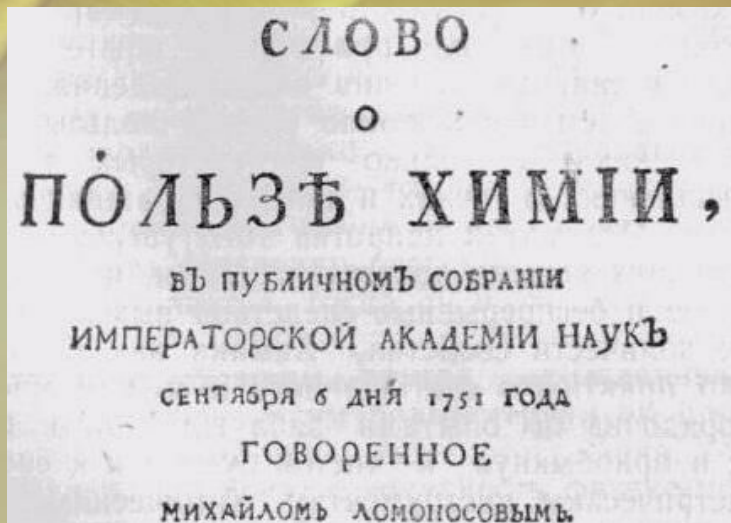 СЛОВО
О
ПОЛЬЗѢ ХИМІИ,
ВЪ ПУБЛИЧНОМЪ СОБРАНІИ
ИМПЕРАТОРСКОЙ АКАДЕМІИ НАУКЪ
СЕНТЯБРЯ 6 ДНЯ 1751 ГОДА
ГОВОРЕННОЕ
МИХАЙЛОМЪ ЛОМОНОСОВЫМЪ.